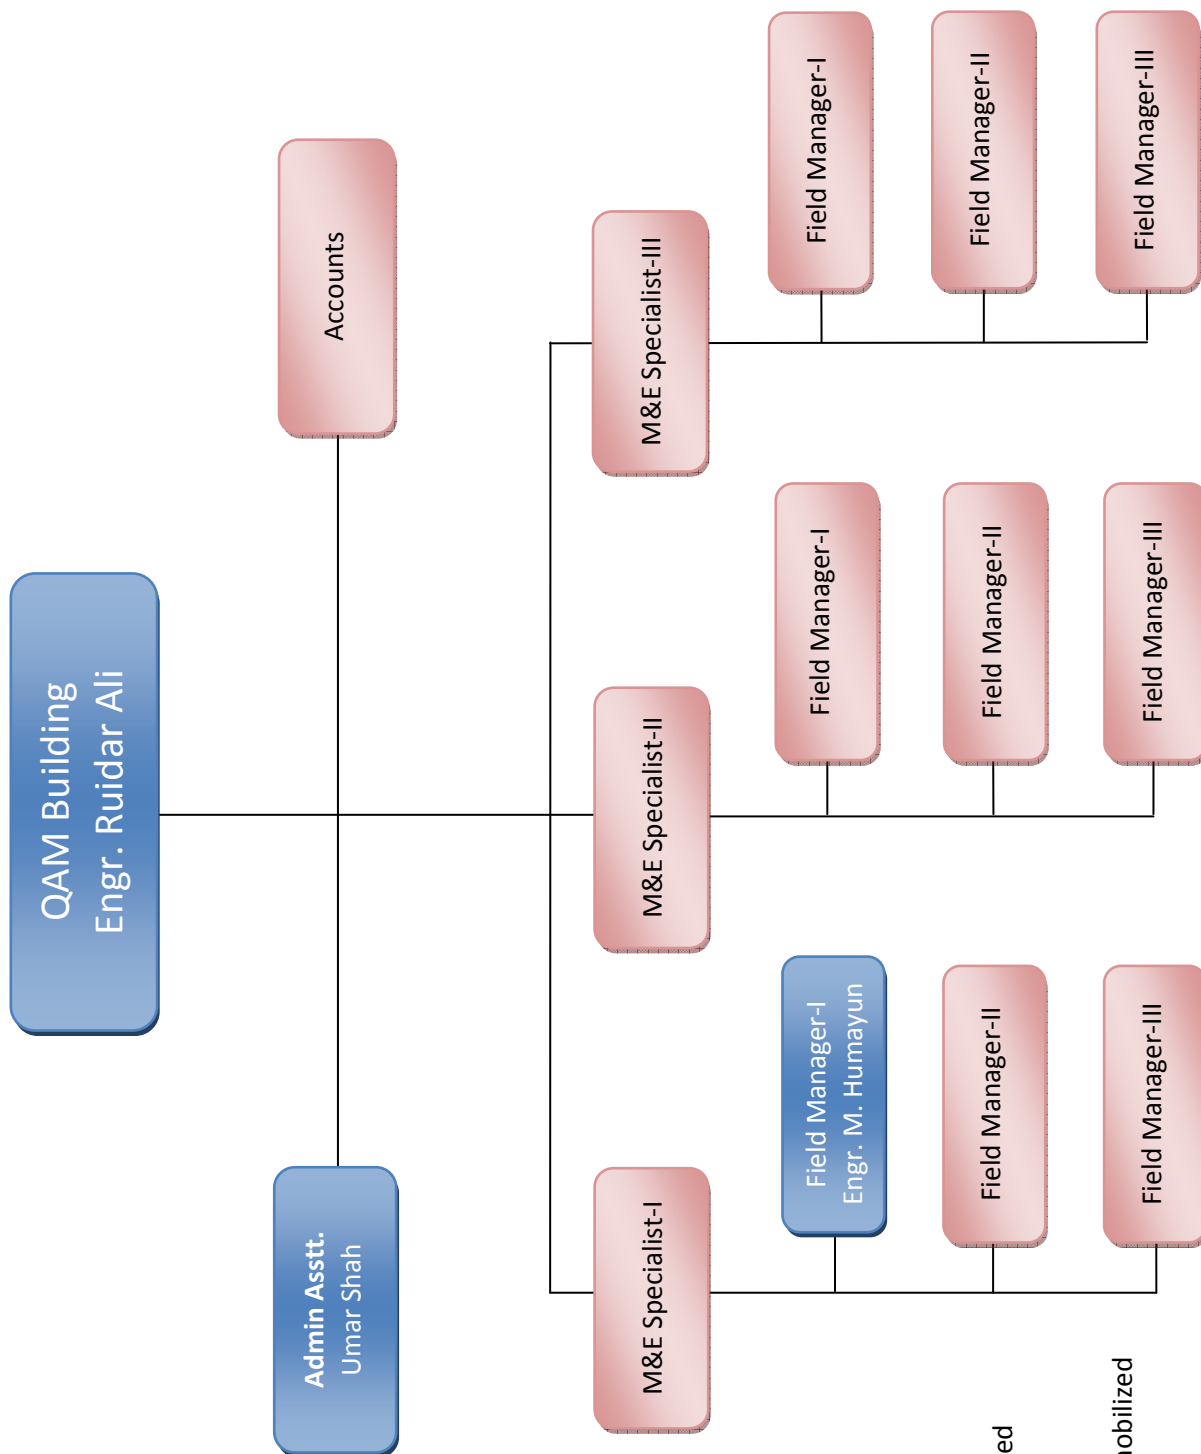 QAM Building
Engr. Ruidar Ali
Admin Asstt.
Umar Shah
Accounts
M&E Specialist-I
M&E Specialist-II
M&E Specialist-III
Field Manager-I
Engr. M. Humayun
Field Manager-II
Field Manager-III
Field Manager-I
Field Manager-II
Field Manager-III
Field Manager-I
Field Manager-II
Field Manager-III